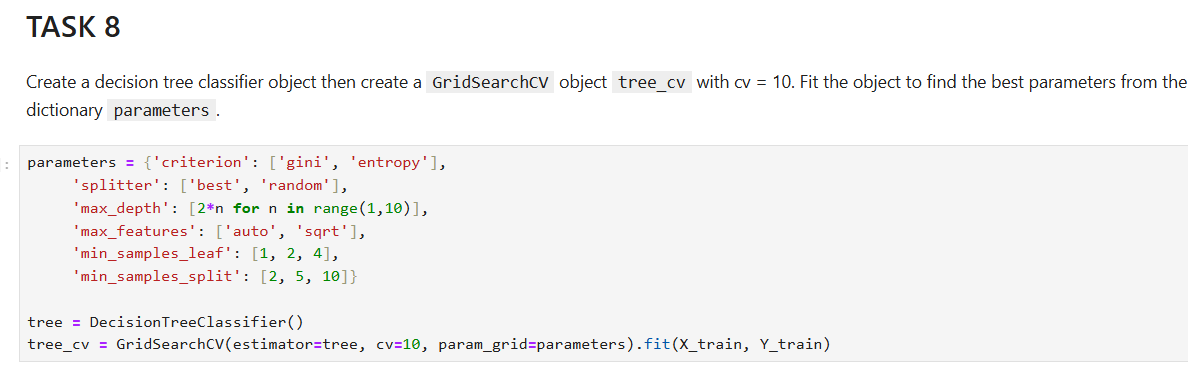 TASK 8
Create a decision tree classifier object then create a GridSearchCV object tree_cv with cv = 10. Fit the object to find the best parameters from the
dictionary parameters .
:
parameters = {'criterion': ['gini', 'entropy'],
     'splitter': ['best', 'random'],
     'max_depth': [2*n for n in range(1,10)],
     'max_features': ['auto', 'sqrt'],
     'min_samples_leaf': [1, 2, 4],
     'min_samples_split': [2, 5, 10]}
tree = DecisionTreeClassifier()
tree_cv = GridSearchCV(estimator=tree, cv=10, param_grid=parameters).fit(X_train, Y_train)